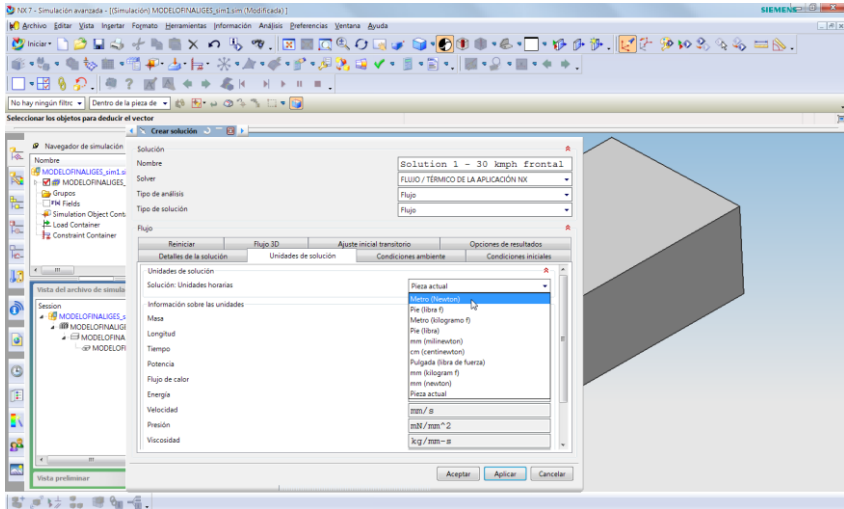 NX 7 - Simulación avanzada - [(Simulación) MODELOFINALIGES_sim1.sim (Modificada) ]
SIEMENS
Archivo Editar Vista Insertar Formato Herramientas Información Análisis Preferencias Ventana Ayuda
Iniciar
No hay ningún filtro
Dentro de la pieza de
Seleccionar los objetos para deducir el vector
Crear solución
Navegador de simulación
Nombre
MODELOFINALIGES_sim1.si
MODELOFINALIGES_
Grupos
Fields
Simulation Object Conta
Load Container
Constraint Container
Vista del archivo de simula
Session
MODELOFINALIGES_s
MODELOFINALIGE
MODELOFINA
MODELOFI
Vista preliminar
Solución
Nombre
Solution 1 - 30 kmph frontal
Solver
FLUJO / TÉRMICO DE LA APLICACIÓN NX
Tipo de análisis
Flujo
Tipo de solución
Flujo
Flujo
Reiniciar
Flujo 3D
Ajuste inicial transitorio
Opciones de resultados
Detalles de la solución
Unidades de solución
Condiciones ambiente
Condiciones iniciales
Unidades de solución
Solución: Unidades horarias
Pieza actual
Metro (Newton)
Pie (libra f)
Metro (kilogramo f)
Pie (libra)
mm (milinewton)
cm (centinewton)
Pulgada (libra de fuerza)
mm (kilogram f)
mm (newton)
Pieza actual
Información sobre las unidades
Masa
Longitud
Tiempo
Potencia
Flujo de calor
Energía
Velocidad
mm/s
Presión
mN/mm^2
Viscosidad
kg/mm-s
Aceptar
Aplicar
Cancelar